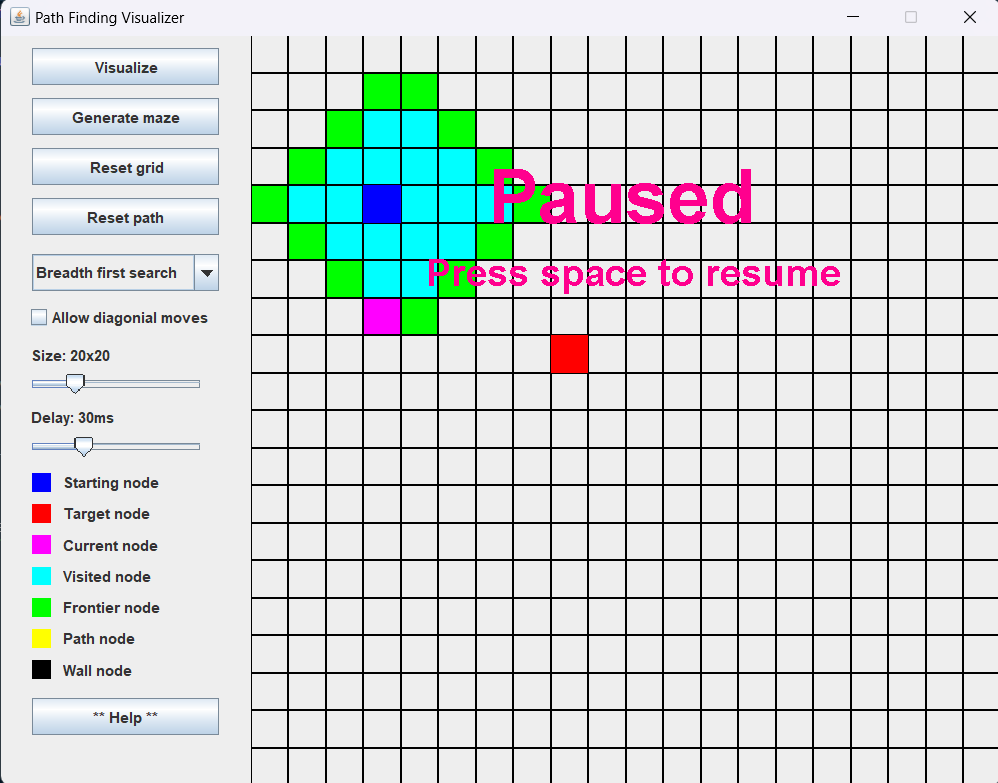 Path Finding Visualizer
Visualize
Generate maze
Reset grid
Reset path
Breadth first search
Allow diagonial moves
Size: 20x20
Delay: 30ms
Starting node
Target node
Current node
Visited node
Frontier node
Path node
Wall node
** Help **
Paused
Press space to resume